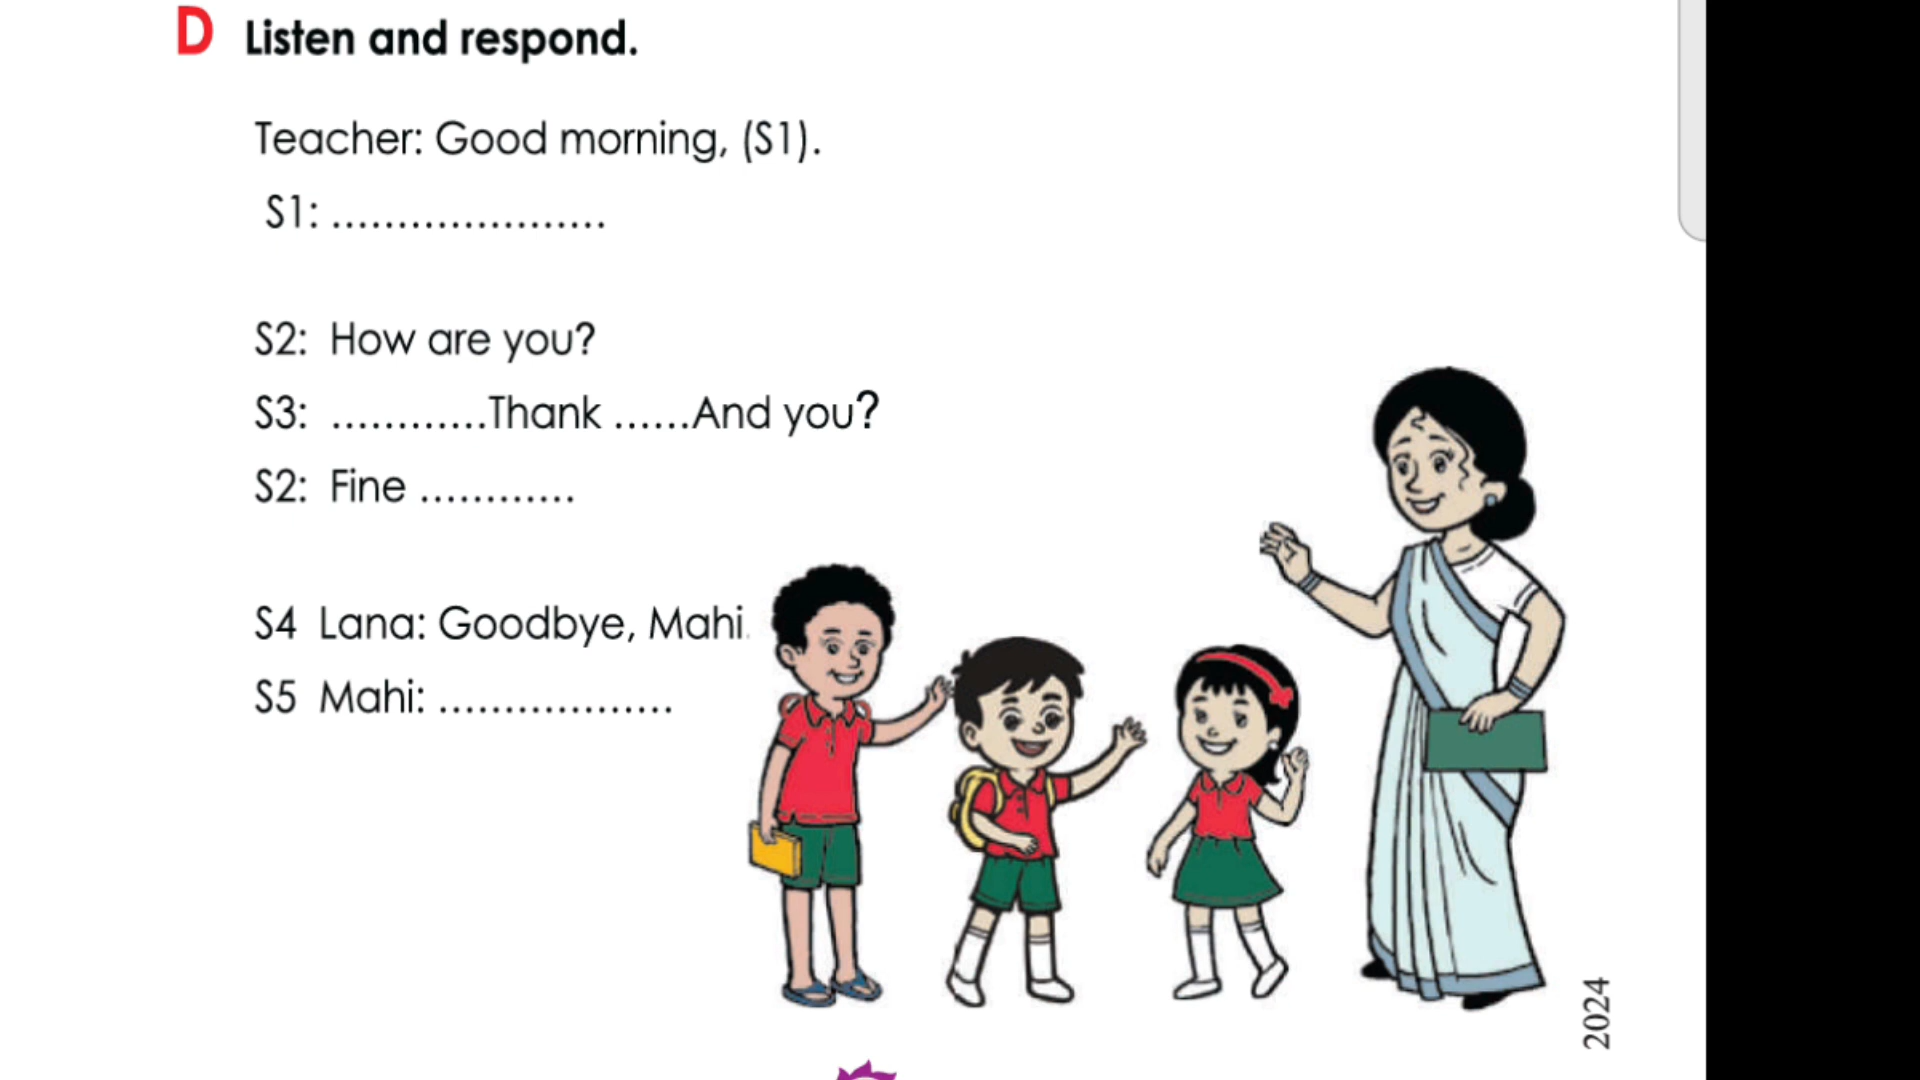 D Listen and respond.
Teacher: Good morning, (S1).
S1: .....................
S2: How are you?
S3: ............Thank ......And you?
S2: Fine ............
S4 Lana: Goodbye, Mahi.
S5 Mahi: ..................
2024